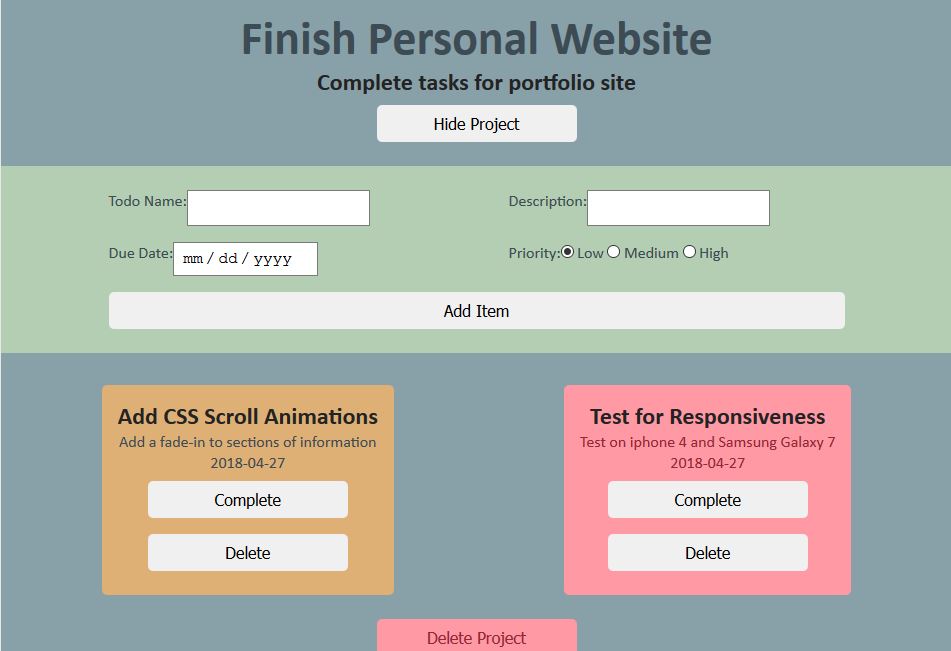 Finish Personal Website
Complete tasks for portfolio site
Hide Project
Todo Name: Description:
Due Date: mm / dd / yyyy Priority: Low Medium High
Add Item
Add CSS Scroll Animations
Add a fade-in to sections of information
2018-04-27
Complete
Delete
Test for Responsiveness
Test on iphone 4 and Samsung Galaxy 7
2018-04-27
Complete
Delete
Delete Project